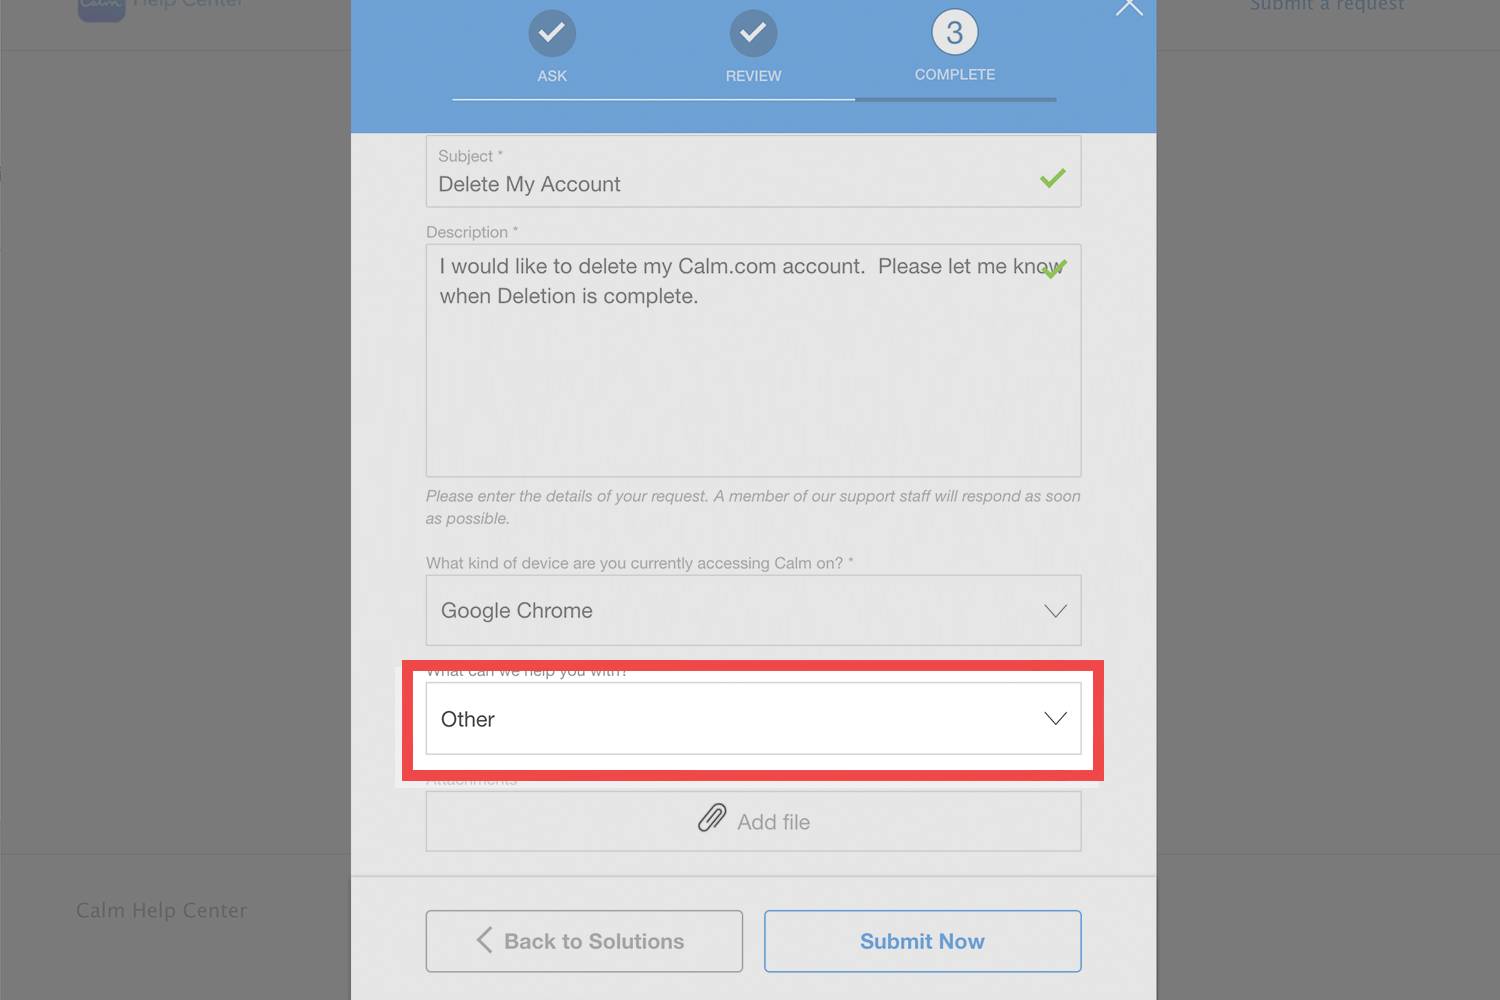 Calm Help Center
Submit a request
3
ASK
REVIEW
COMPLETE
Subject *
Delete My Account
Description *
I would like to delete my Calm.com account.  Please let me know
when Deletion is complete.
Please enter the details of your request. A member of our support staff will respond as soon
as possible.
What kind of device are you currently accessing Calm on? *
Google Chrome
What can we help you with?
Other
Attachments
Add file
Calm Help Center
Back to Solutions
Submit Now